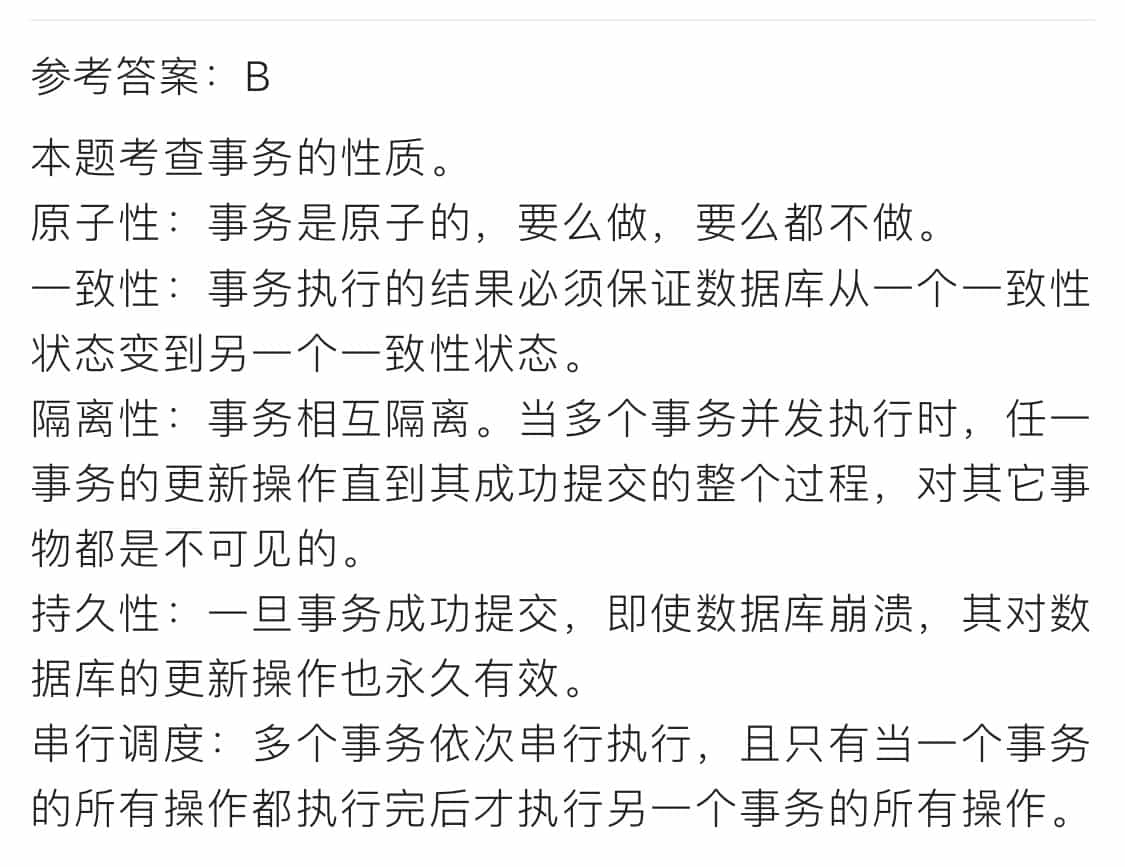 参考答案：B
本题考查事务的性质。
原子性：事务是原子的，要么做，要么都不做。
一致性：事务执行的结果必须保证数据库从一个一致性
状态变到另一个一致性状态。
隔离性：事务相互隔离。当多个事务并发执行时，任一
事务的更新操作直到其成功提交的整个过程，对其它事
物都是不可见的。
持久性：一旦事务成功提交，即使数据库崩溃，其对数
据库的更新操作也永久有效。
串行调度：多个事务依次串行执行，且只有当一个事务
的所有操作都执行完后才执行另一个事务的所有操作。